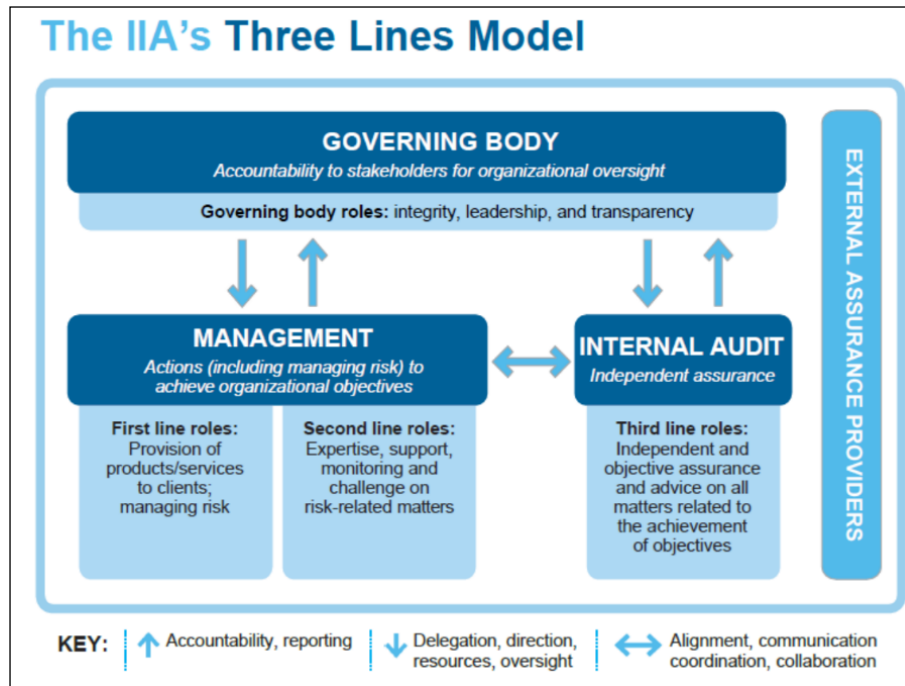 The IIA's Three Lines Model
GOVERNING BODY
Accountability to stakeholders for organizational oversight
Governing body roles: integrity, leadership, and transparency
MANAGEMENT
Actions (including managing risk) to
achieve organizational objectives
First line roles:
Provision of
products/services
to clients;
managing risk
Second line roles:
Expertise, support,
monitoring and
challenge on
risk-related matters
INTERNAL AUDIT
Independent assurance
Third line roles:
Independent and
objective assurance
and advice on all
matters related to
the achievement
of objectives
EXTERNAL ASSURANCE PROVIDERS
KEY:
Accountability, reporting
Delegation, direction,
resources, oversight
Alignment, communication
coordination, collaboration